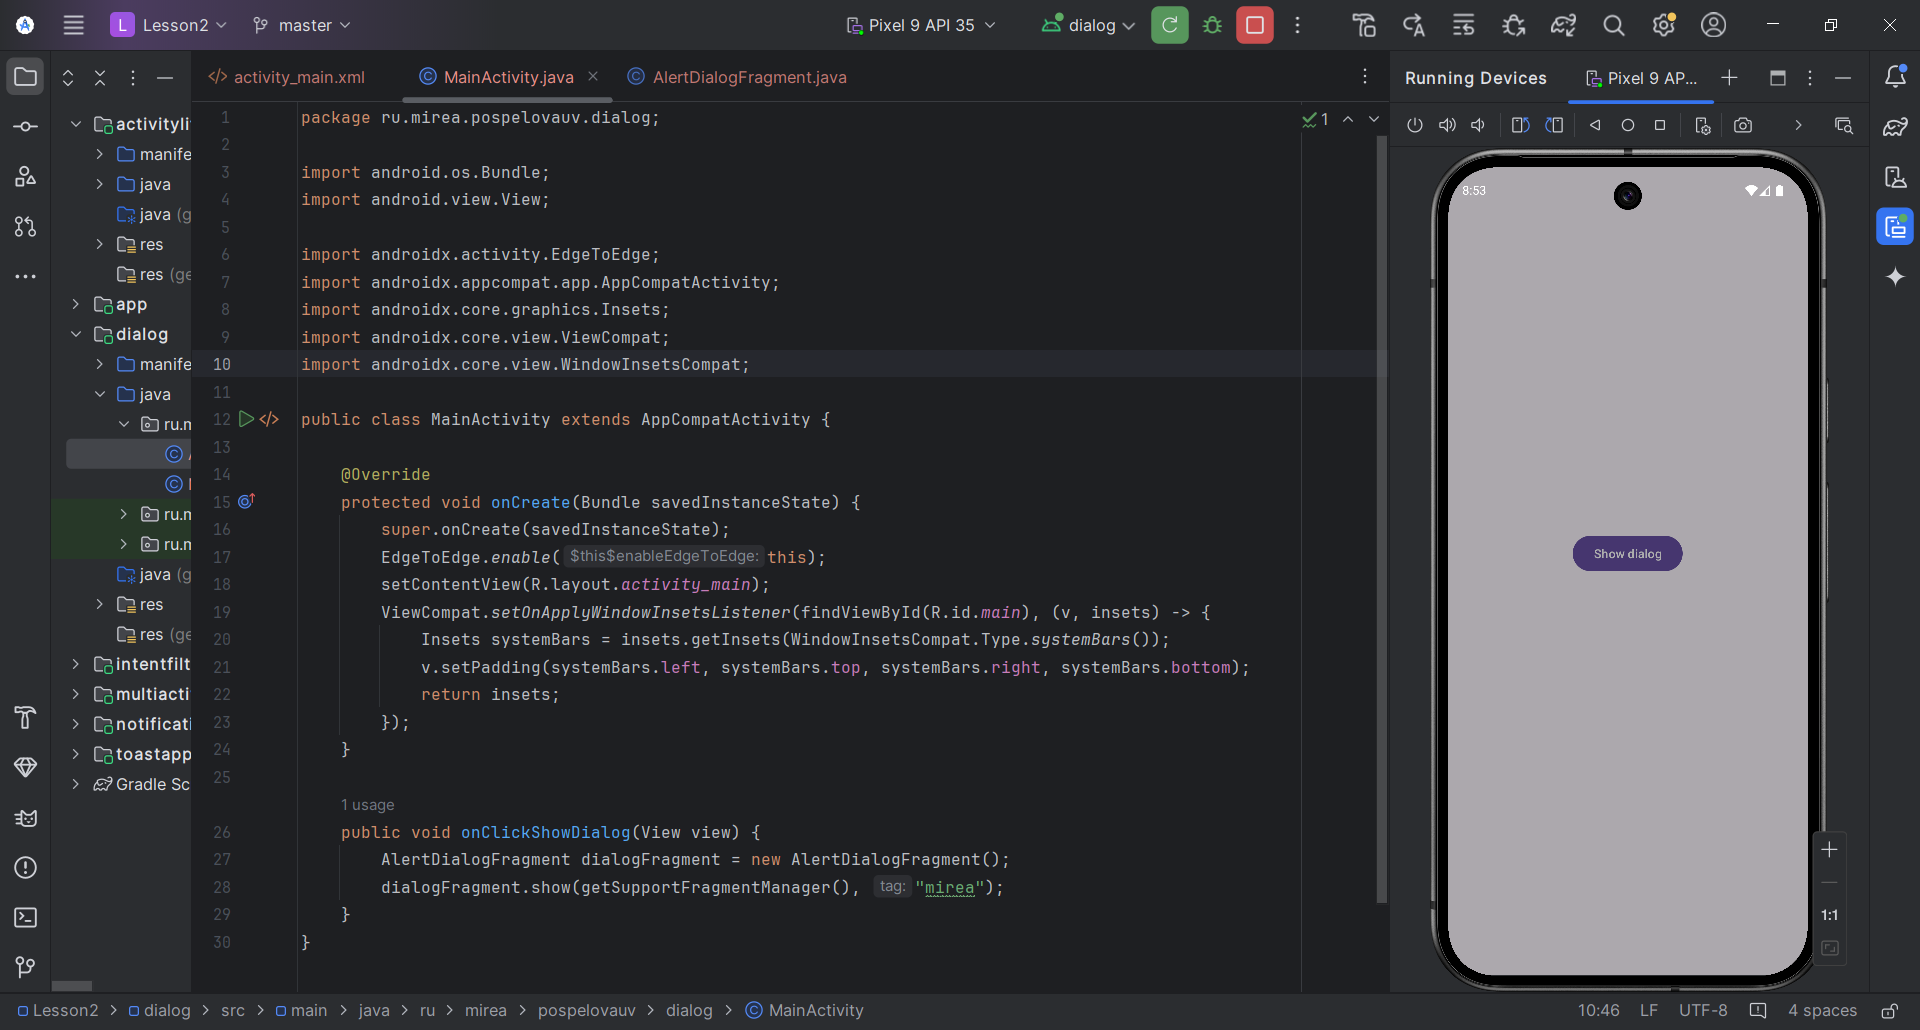 L Lesson2 master Pixel 9 API 35 dialog
activity_main.xml MainActivity.java AlertDialogFragment.java
Running Devices Pixel 9 AP...
activityli
manife
java
java (g
res
res (ge
app
dialog
manife
java
ru.n
java (g
res
res (ge
intentfilt
multiacti
notificati
toastapp
Gradle Sc
1
1 package ru.mirea.pospelovauv.dialog;
2
3 import android.os.Bundle;
4 import android.view.View;
5
6 import androidx.activity.EdgeToEdge;
7 import androidx.appcompat.app.AppCompatActivity;
8 import androidx.core.graphics.Insets;
9 import androidx.core.view.ViewCompat;
10 import androidx.core.view.WindowInsetsCompat;
11
12 public class MainActivity extends AppCompatActivity {
13
14 @Override
15 protected void onCreate(Bundle savedInstanceState) {
16 super.onCreate(savedInstanceState);
17 EdgeToEdge.enable( $this$enableEdgeToEdge: this);
18 setContentView(R.layout.activity_main);
19 ViewCompat.setOnApplyWindowInsetsListener(findViewById(R.id.main), (v, insets) -> {
20 Insets systemBars = insets.getInsets(WindowInsetsCompat.Type.systemBars());
21 v.setPadding(systemBars.left, systemBars.top, systemBars.right, systemBars.bottom);
22 return insets;
23 });
24 }
25
1 usage
26 public void onClickShowDialog(View view) {
27 AlertDialogFragment dialogFragment = new AlertDialogFragment();
28 dialogFragment.show(getSupportFragmentManager(), tag: "mirea");
29 }
30 }
8:53
Show dialog
1:1
Lesson2 > dialog > src > main > java > ru > mirea > pospelovauv > dialog > MainActivity
10:46 LF UTF-8 4 spaces